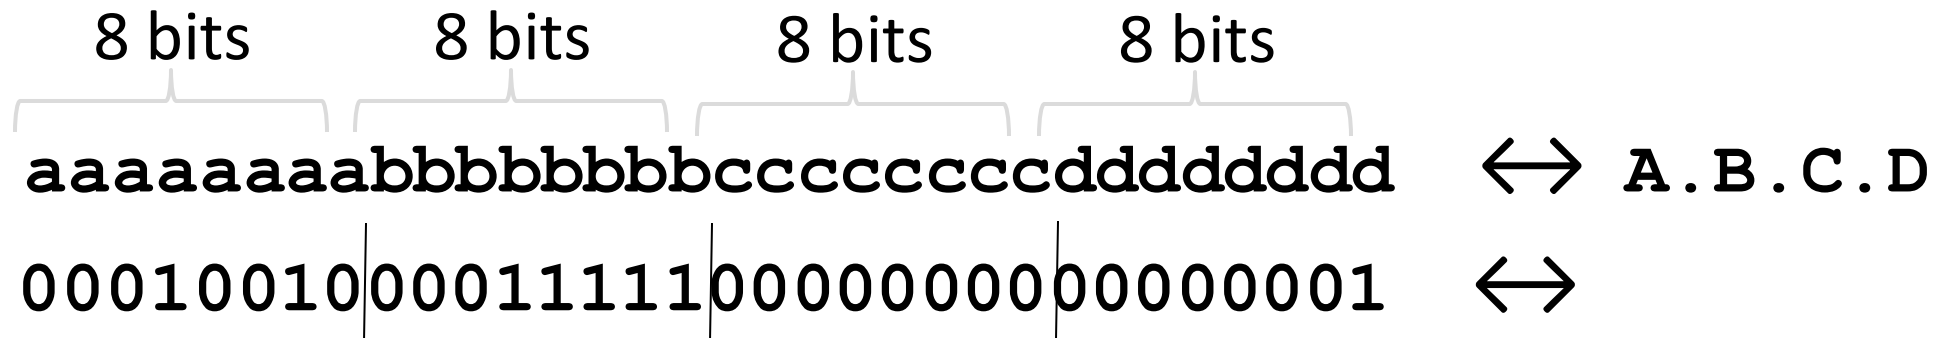 8 bits 8 bits 8 bits 8 bits
aaaaaaaabbbbbbbbccccccccdddddddd ↔ A.B.C.D
00010010000111110000000000000001 ↔